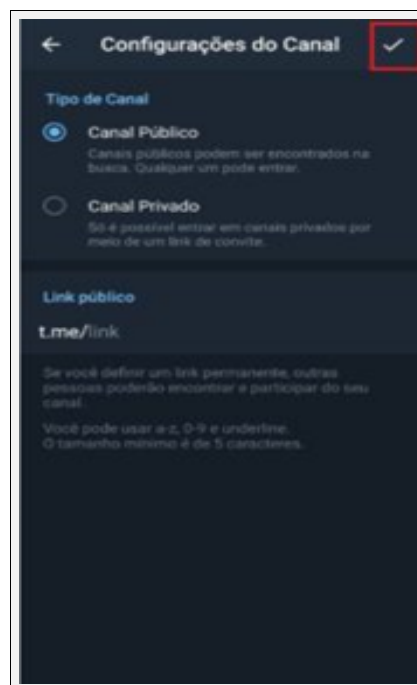 Configurações do Canal
Tipo de Canal
Canal Público
Canais públicos podem ser encontrados na
busca. Qualquer um pode entrar.
Canal Privado
Só é possível entrar em canais privados por
meio de um link de convite.
Link público
t.me/link
Se você definir um link permanente, outras
pessoas poderão encontrar e participar do seu
canal.
Você pode usar a-z, 0-9 e underline.
O tamanho mínimo é de 5 caracteres.